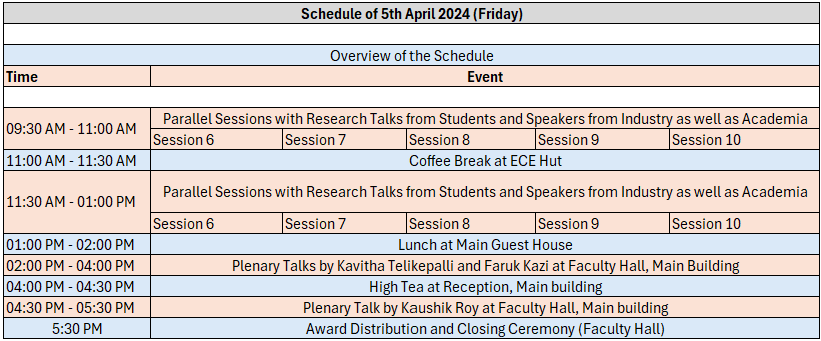 Schedule of 5th April 2024 (Friday)
Overview of the Schedule
Time Event
09:30 AM - 11:00 AM Parallel Sessions with Research Talks from Students and Speakers from Industry as well as Academia
Session 6 Session 7 Session 8 Session 9 Session 10
11:00 AM - 11:30 AM Coffee Break at ECE Hut
11:30 AM - 01:00 PM Parallel Sessions with Research Talks from Students and Speakers from Industry as well as Academia
Session 6 Session 7 Session 8 Session 9 Session 10
01:00 PM - 02:00 PM Lunch at Main Guest House
02:00 PM - 04:00 PM Plenary Talks by Kavitha Telikepalli and Faruk Kazi at Faculty Hall, Main Building
04:00 PM - 04:30 PM High Tea at Reception, Main building
04:30 PM - 05:30 PM Plenary Talk by Kaushik Roy at Faculty Hall, Main building
5:30 PM Award Distribution and Closing Ceremony (Faculty Hall)